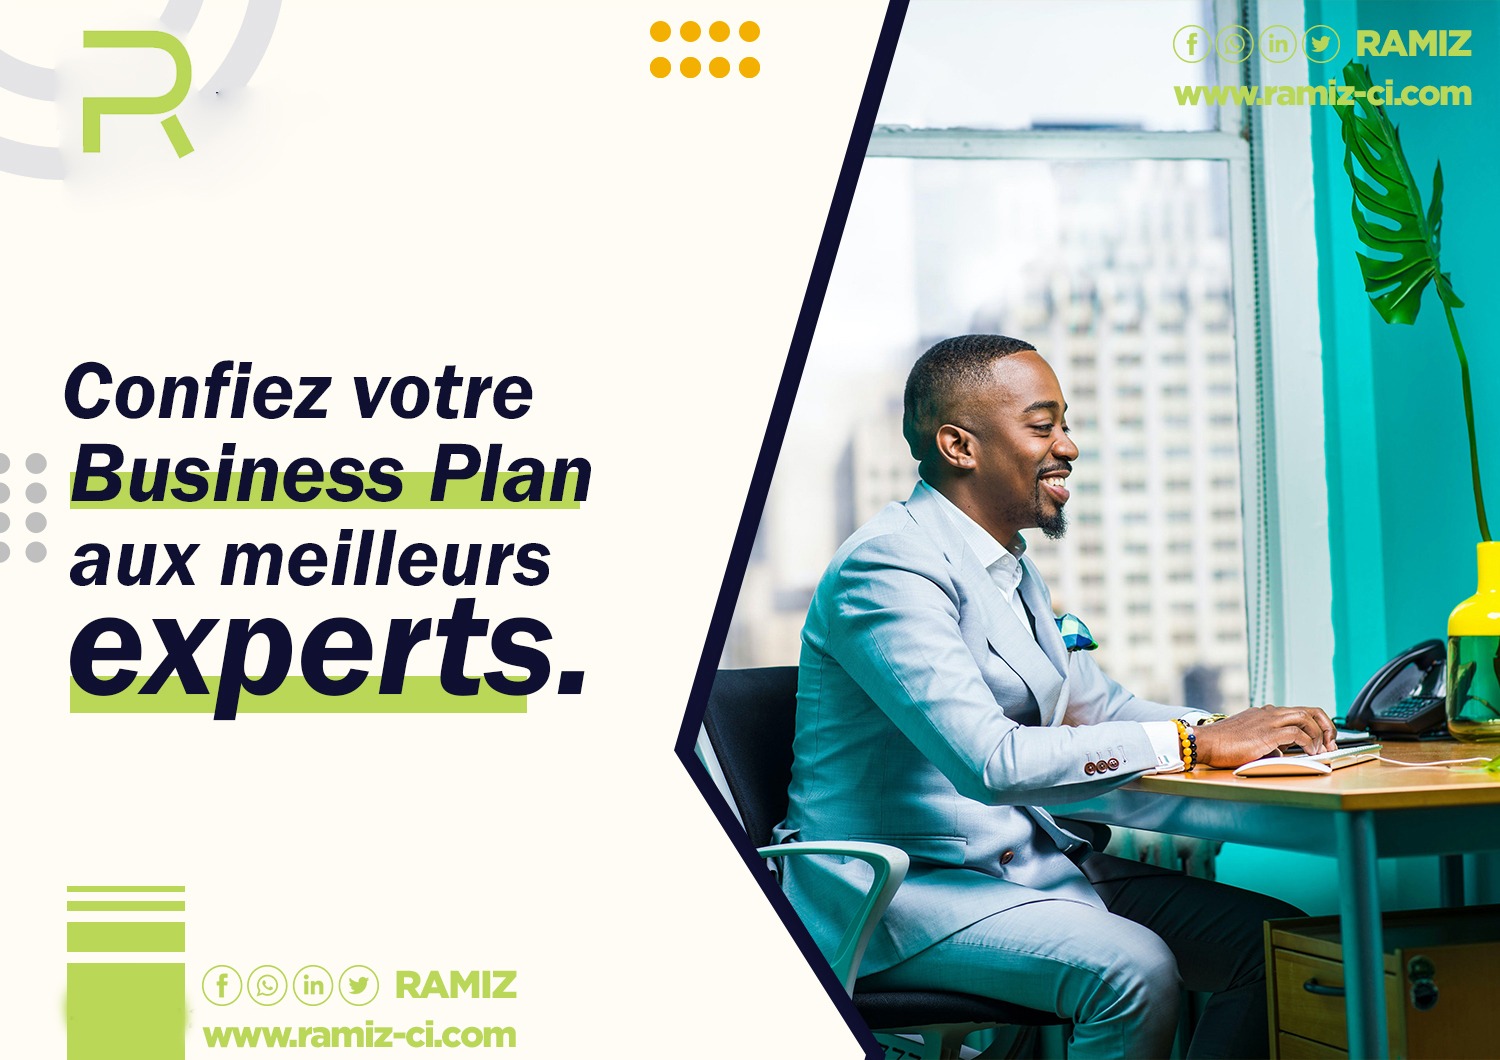 R
RAMIZ
www.ramiz-ci.com
Confiez votre
Business Plan
aux meilleurs
experts.
RAMIZ
www.ramiz-ci.com